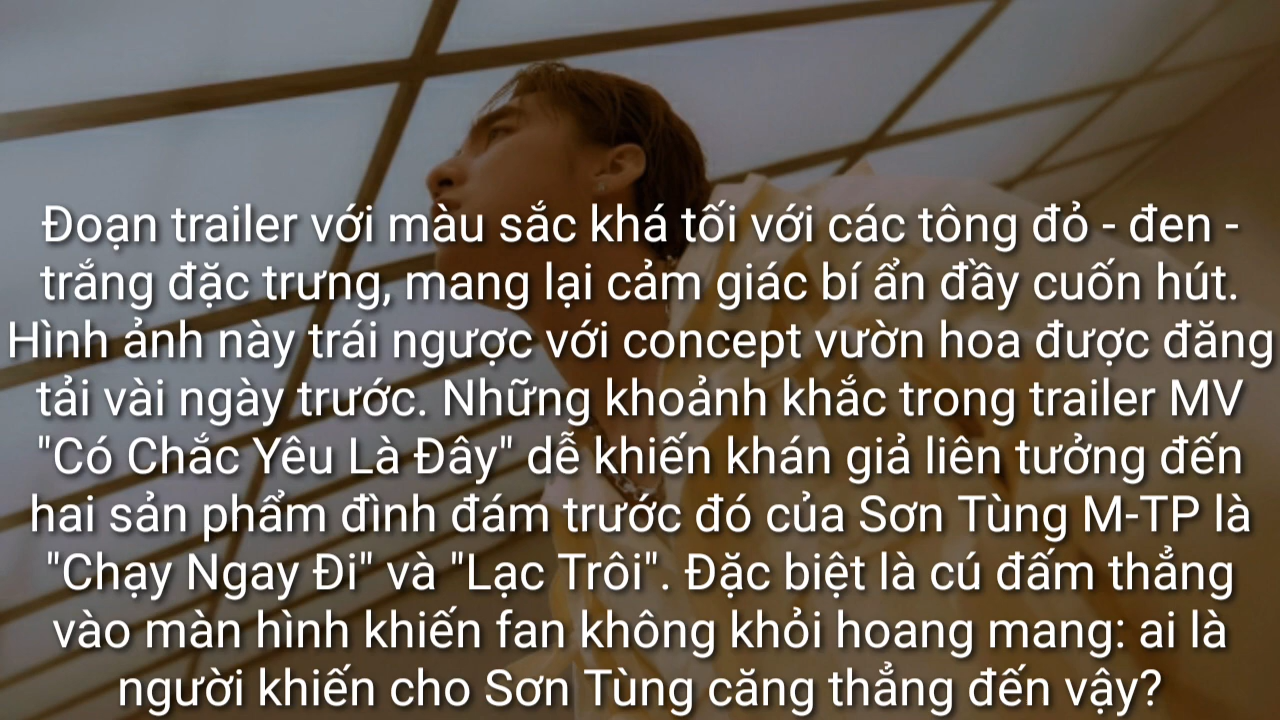 Đoạn trailer với màu sắc khá tối với các tông đỏ - đen -
trắng đặc trưng, mang lại cảm giác bí ẩn đầy cuốn hút.
Hình ảnh này trái ngược với concept vườn hoa được đăng
tải vài ngày trước. Những khoảnh khắc trong trailer MV
"Có Chắc Yêu Là Đây" dễ khiến khán giả liên tưởng đến
hai sản phẩm đình đám trước đó của Sơn Tùng M-TP là
"Chạy Ngay Đi" và "Lạc Trôi". Đặc biệt là cú đấm thẳng
vào màn hình khiến fan không khỏi hoang mang: ai là
người khiến cho Sơn Tùng căng thẳng đến vậy?